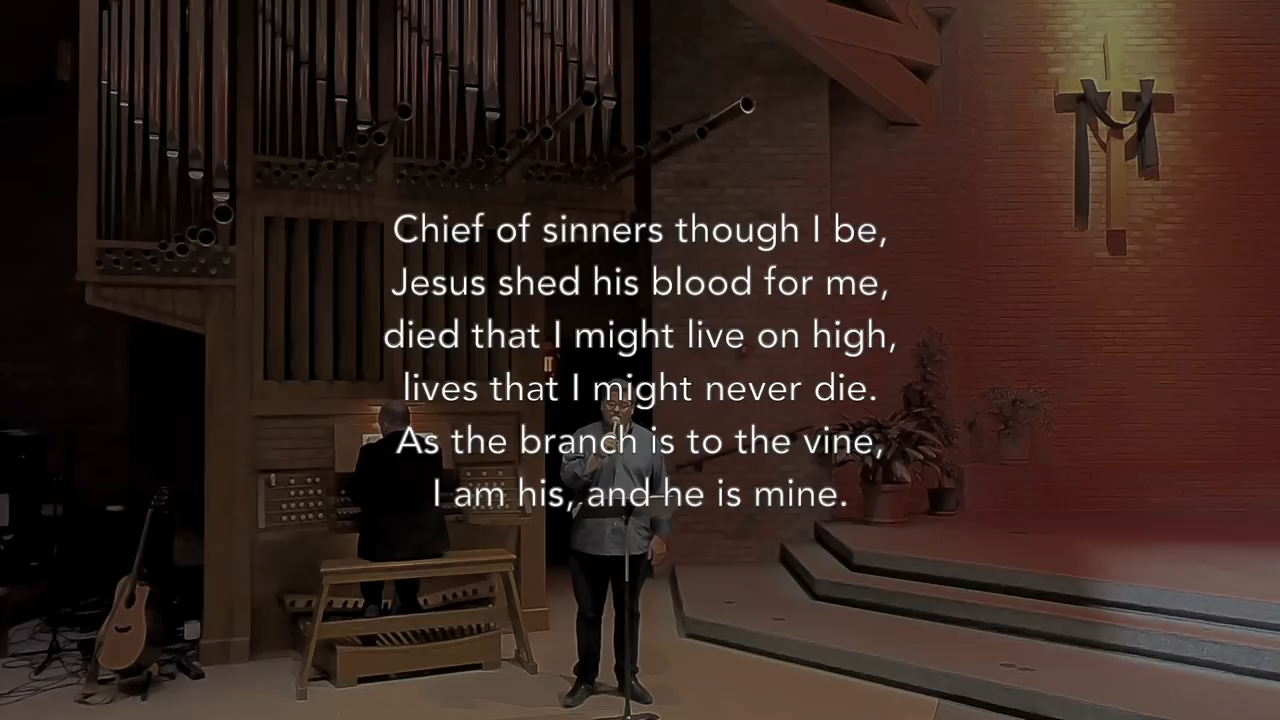 Chief of sinners though I be,
Jesus shed his blood for me,
died that I might live on high,
lives that I might never die.
As the branch is to the vine,
I am his, and he is mine.